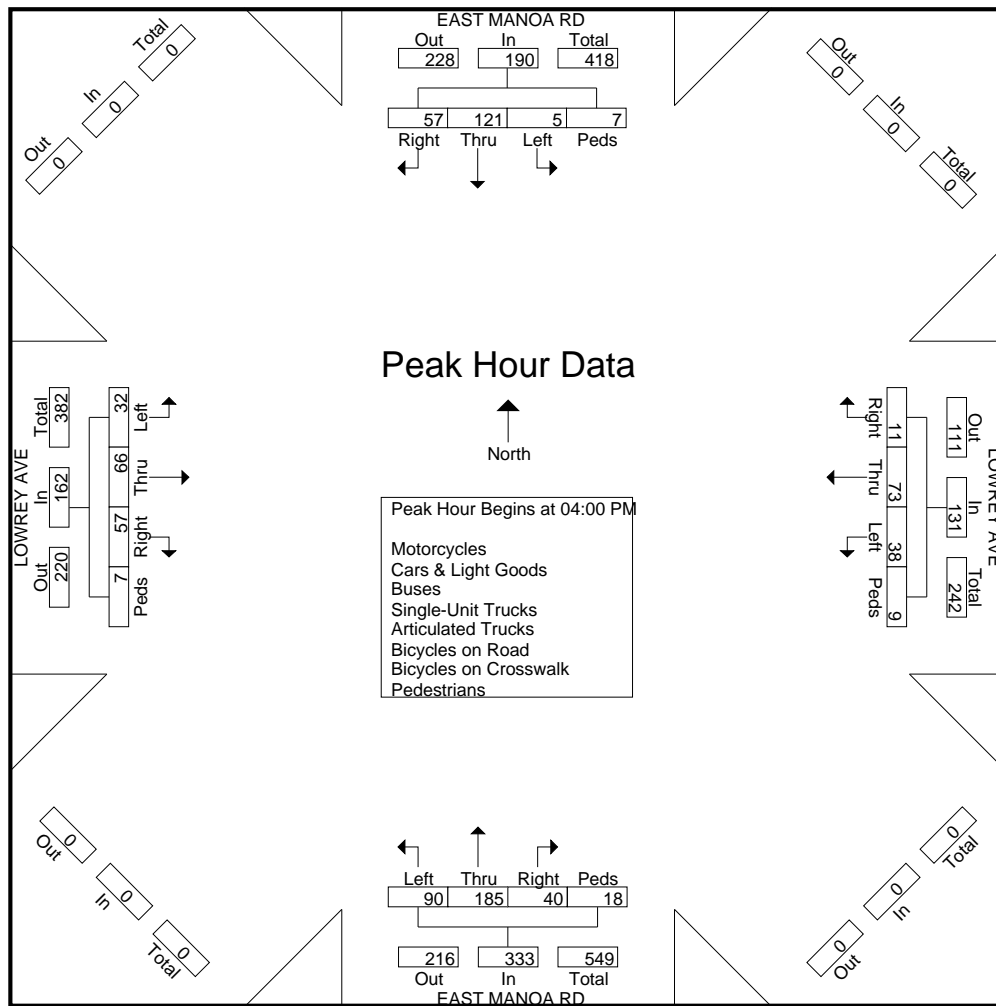 EAST MANOA RD
Out In Total
228 190 418
57 121 5 7
Right Thru Left Peds
Total
0
In
0
Out
0
Out
0
In
0
Total
0
Peak Hour Data
North
LOWREY AVE
Total In Out
382 162 220
32 66 57 7
Left Thru Right Peds
Right Thru Left Peds
11 73 38 9
Out In Total
111 131 242
LOWREY AVE
Peak Hour Begins at 04:00 PM
Motorcycles
Cars & Light Goods
Buses
Single-Unit Trucks
Articulated Trucks
Bicycles on Road
Bicycles on Crosswalk
Pedestrians
0
Out
0
In
0
Total
0
Total
0
In
0
Out
Left Thru Right Peds
90 185 40 18
216 333 549
Out In Total
EAST MANOA RD